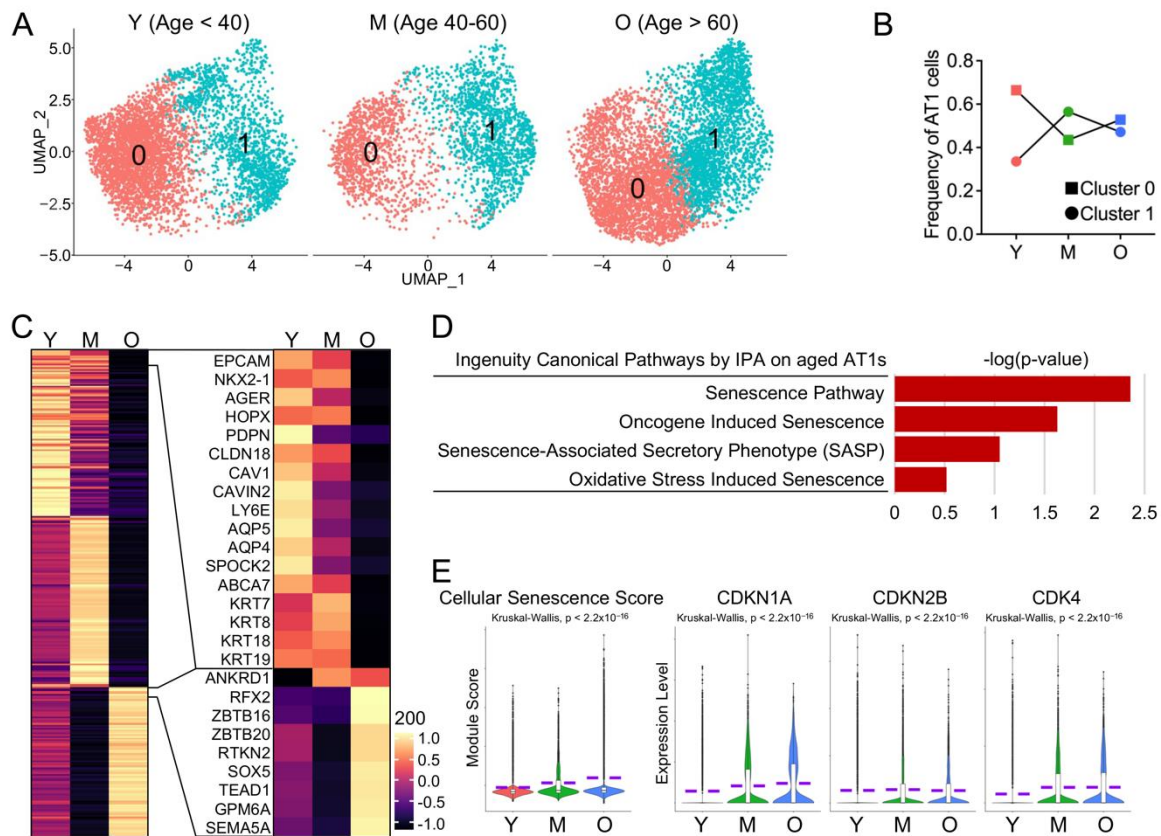 A
Y (Age < 40)
M (Age 40-60)
O (Age > 60)
UMAP_2
5.0
2.5
0.0
−2.5
−5.0
0
1
0
1
0
1
−4
0
4
−4
0
4
−4
0
4
UMAP_1
B
Frequency of AT1 cells
0.8
0.6
0.4
0.2
0.0
Cluster 0
Cluster 1
Y
M
O
C
Y
M
O
Y
M
O
EPCAM
NKX2-1
AGER
HOPX
PDPN
CLDN18
CAV1
CAVIN2
LY6E
AQP5
AQP4
SPOCK2
ABCA7
KRT7
KRT8
KRT18
KRT19
ANKRD1
RFX2
ZBTB16
ZBTB20
RTKN2
SOX5
TEAD1
GPM6A
SEMA5A
200
1.0
0.5
0.0
−0.5
−1.0
D
Ingenuity Canonical Pathways by IPA on aged AT1s
-log(p-value)
Senescence Pathway
Oncogene Induced Senescence
Senescence-Associated Secretory Phenotype (SASP)
Oxidative Stress Induced Senescence
0
0.5
1
1.5
2
2.5
E
Cellular Senescence Score
Kruskal-Wallis, p < 2.2x10⁻¹⁶
Module Score
Y
M
O
CDKN1A
Kruskal-Wallis, p < 2.2x10⁻¹⁶
Expression Level
Y
M
O
CDKN2B
Kruskal-Wallis, p < 2.2x10⁻¹⁶
Y
M
O
CDK4
Kruskal-Wallis, p < 2.2x10⁻¹⁶
Y
M
O